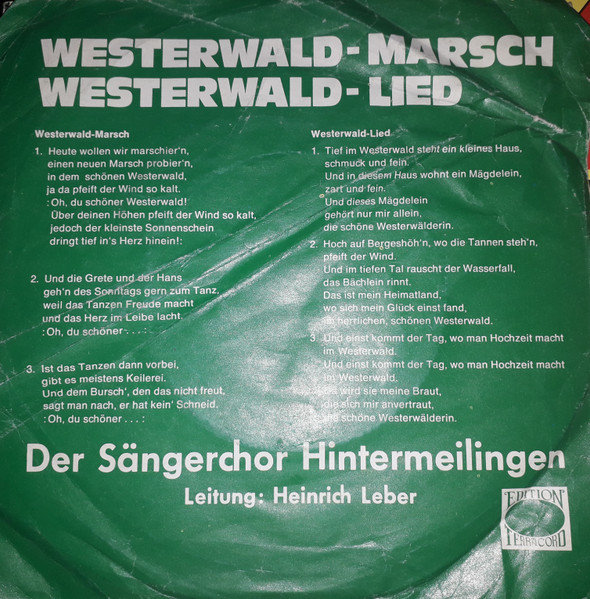 WESTERWALD-MARSCH
WESTERWALD-LIED
Westerwald-Marsch
1. Heute wollen wir marschier'n,
einen neuen Marsch probier'n,
in dem schönen Westerwald,
ja da pfeift der Wind so kalt.
:Oh, du schöner Westerwald!
Über deinen Höhen pfeift der Wind so kalt,
jedoch der kleinste Sonnenschein
dringt tief in's Herz hinein!:
2. Und die Grete und der Hans
geh'n des Sonntags gern zum Tanz,
weil das Tanzen Freude macht
und das Herz im Leibe lacht.
:Oh, du schöner . . . :
3. Ist das Tanzen dann vorbei,
gibt es meistens Keilerei.
Und dem Bursch', den das nicht freut,
sagt man nach, er hat kein' Schneid.
:Oh, du schöner . . . :
Westerwald-Lied
1. Tief im Westerwald steht ein kleines Haus,
schmuck und fein.
Und in diesem Haus wohnt ein Mägdelein,
zart und fein.
Und dieses Mägdelein
gehört nur mir allein,
die schöne Westerwälderin.
2. Hoch auf Bergeshöh'n, wo die Tannen steh'n,
pfeift der Wind.
Und im tiefen Tal rauscht der Wasserfall,
das Bächlein rinnt.
Das ist mein Heimatland,
wo sich mein Glück einst fand,
im herrlichen, schönen Westerwald.
3. Und einst kommt der Tag, wo man Hochzeit macht
im Westerwald.
Und einst kommt der Tag, wo man Hochzeit macht
im Westerwald.
wird sie meine Braut,
die sich mir anvertraut,
die schöne Westerwälderin.
Der Sängerchor Hintermeilingen
Leitung: Heinrich Leber
EDITION
TERRACORD